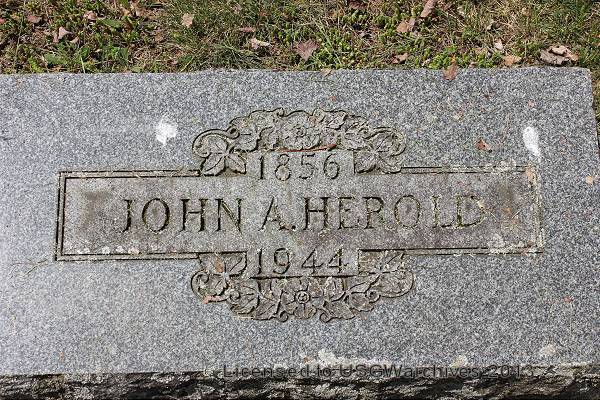 1856
JOHN A. HEROLD
1944
Licensed to USGWarchives 2013